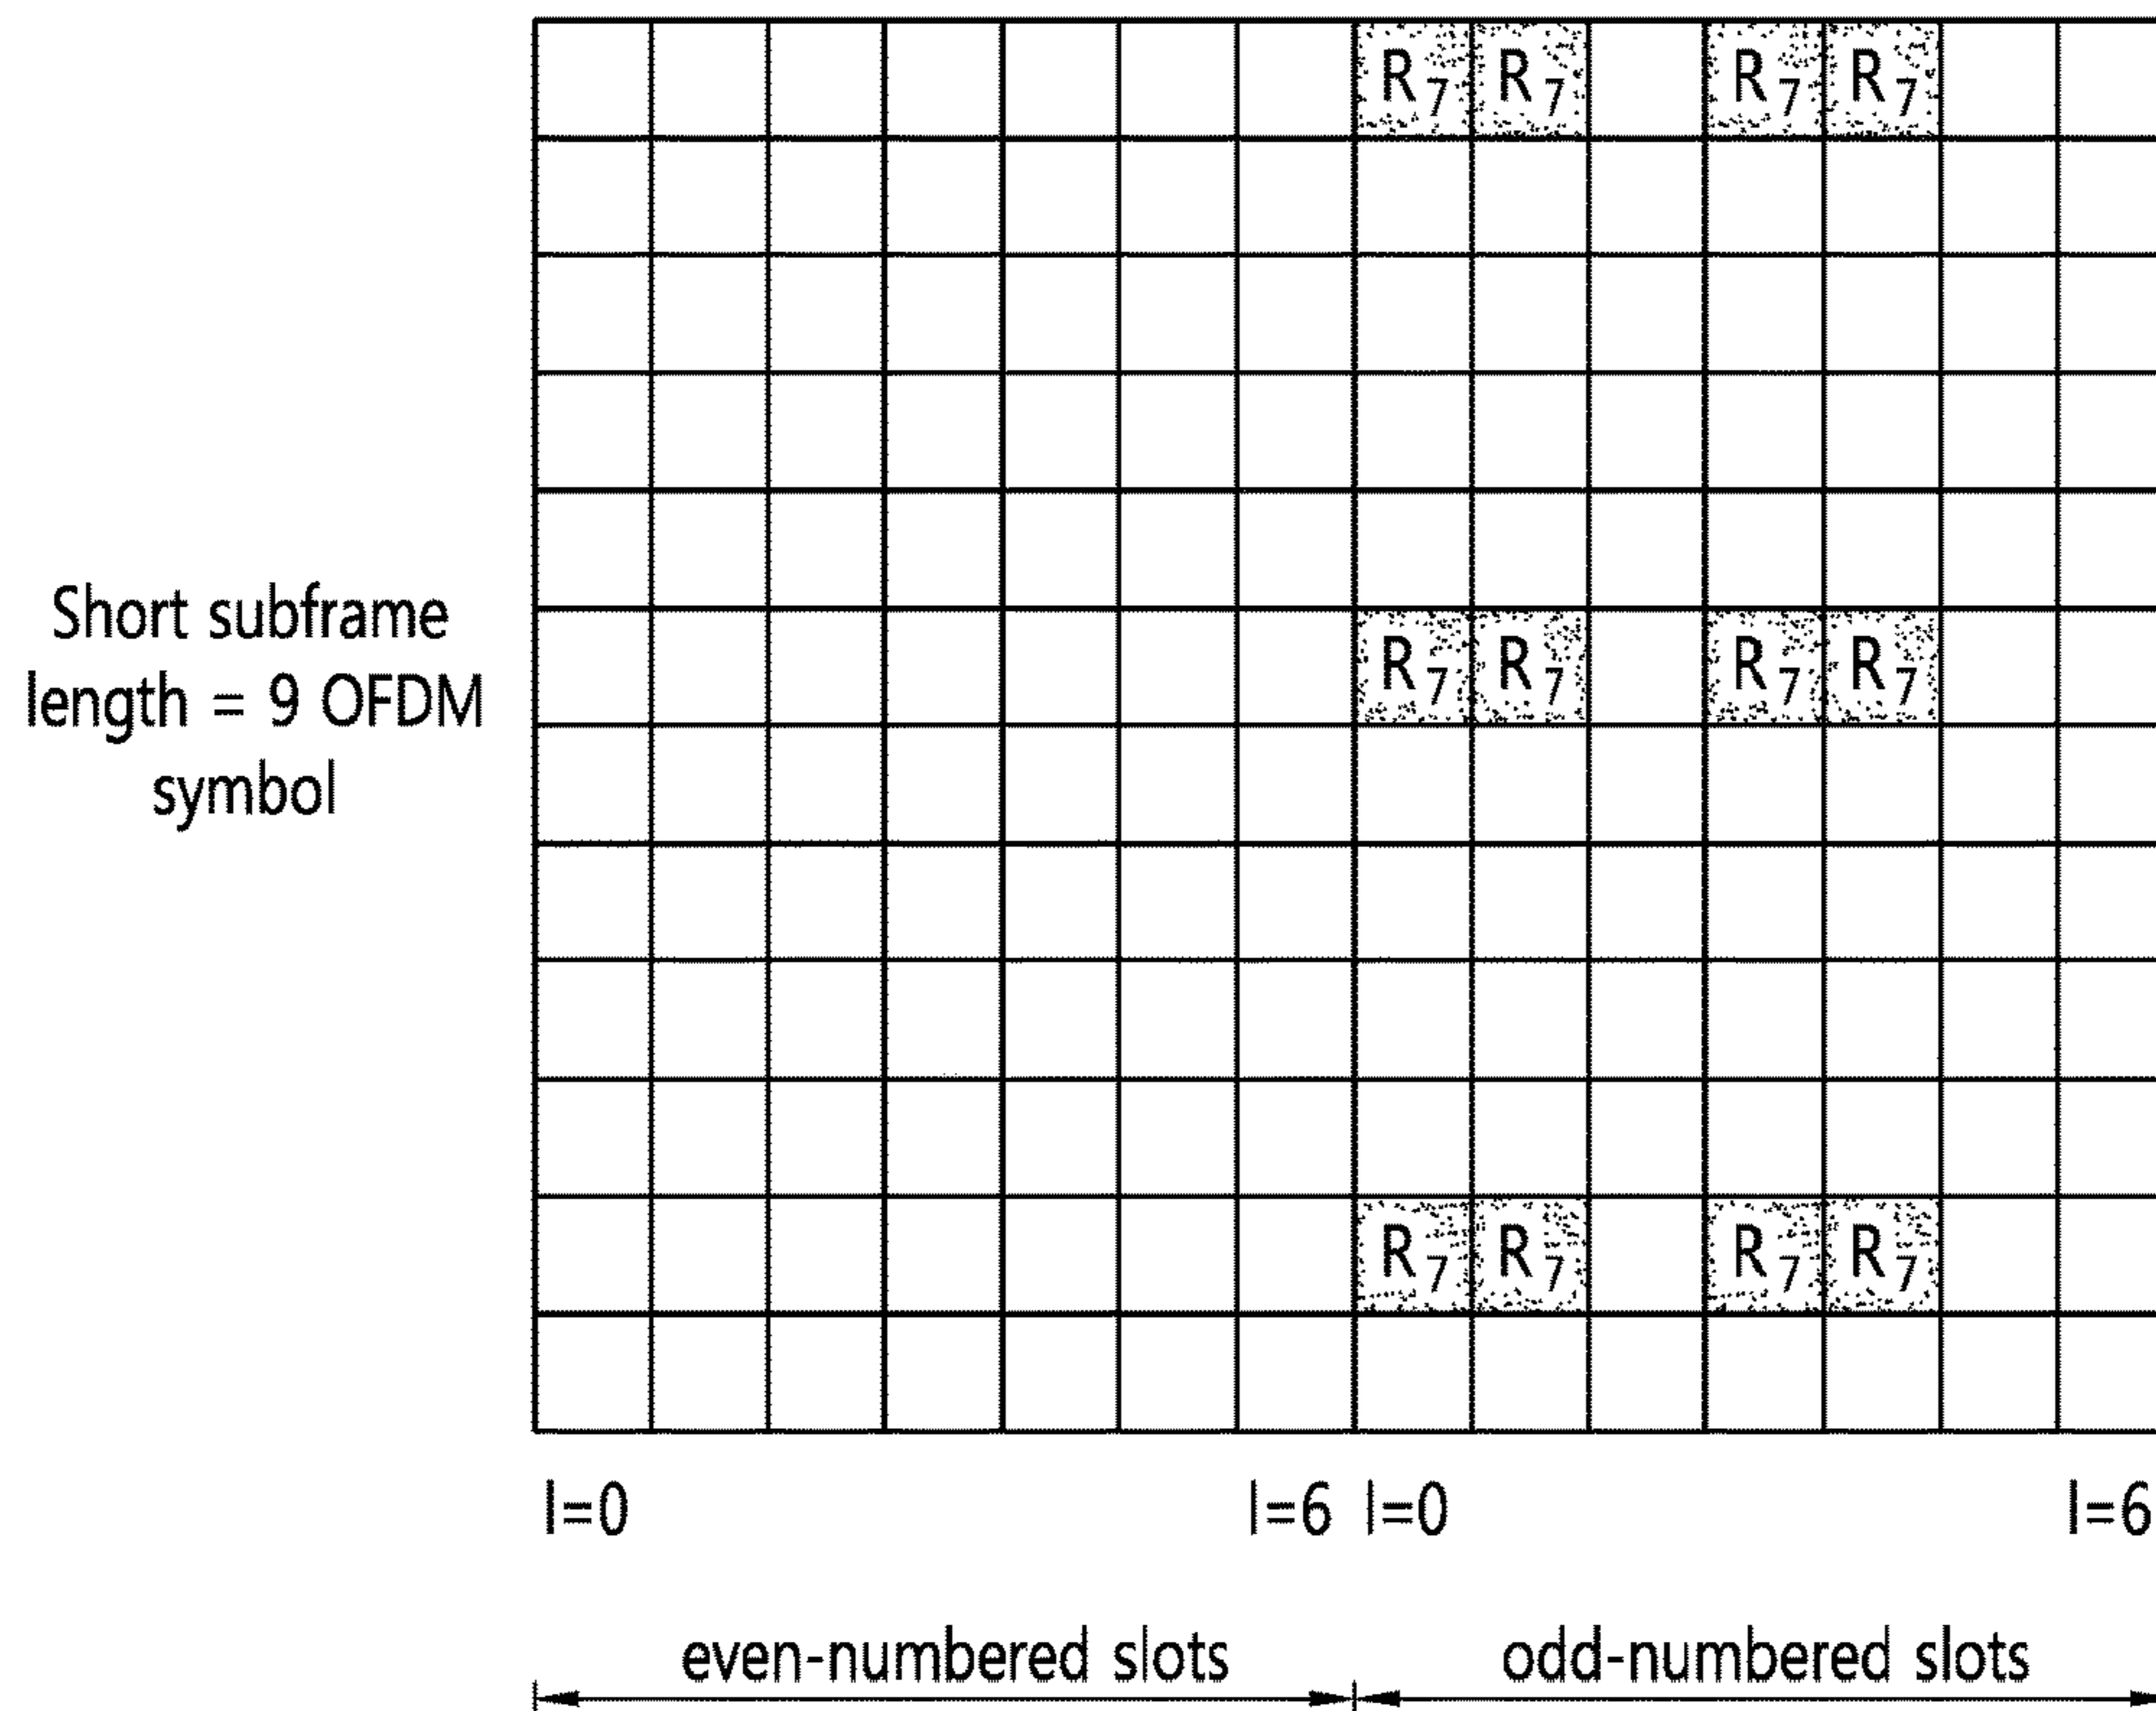 R7 R7 R7 R7
Short subframe
length = 9 OFDM
symbol
R7 R7 R7 R7
R7 R7 R7 R7
l=0 l=6 l=0 l=6
even-numbered slots odd-numbered slots